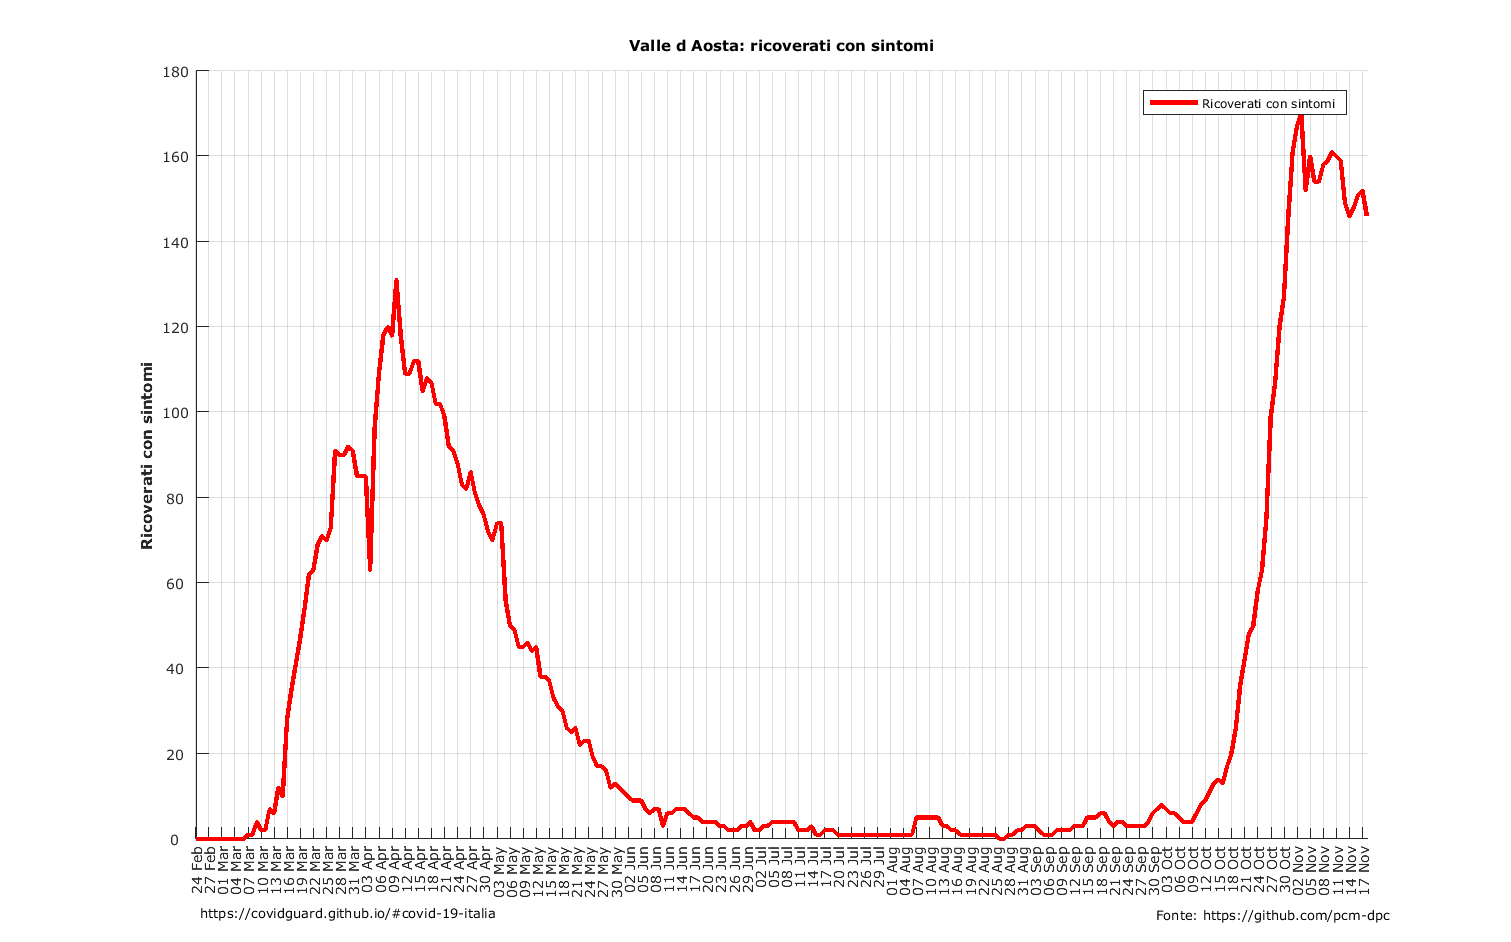 Valle d Aosta: ricoverati con sintomi
Ricoverati con sintomi
Ricoverati con sintomi
180
160
140
120
100
80
60
40
20
0
24 Feb
27 Feb
01 Mar
04 Mar
07 Mar
10 Mar
13 Mar
16 Mar
19 Mar
22 Mar
25 Mar
28 Mar
31 Mar
03 Apr
06 Apr
09 Apr
12 Apr
15 Apr
18 Apr
21 Apr
24 Apr
27 Apr
30 Apr
03 May
06 May
09 May
12 May
15 May
18 May
21 May
24 May
27 May
30 May
02 Jun
05 Jun
08 Jun
11 Jun
14 Jun
17 Jun
20 Jun
23 Jun
26 Jun
29 Jun
02 Jul
05 Jul
08 Jul
11 Jul
14 Jul
17 Jul
20 Jul
23 Jul
26 Jul
29 Jul
01 Aug
04 Aug
07 Aug
10 Aug
13 Aug
16 Aug
19 Aug
22 Aug
25 Aug
28 Aug
31 Aug
03 Sep
06 Sep
09 Sep
12 Sep
15 Sep
18 Sep
21 Sep
24 Sep
27 Sep
30 Sep
03 Oct
06 Oct
09 Oct
12 Oct
15 Oct
18 Oct
21 Oct
24 Oct
27 Oct
30 Oct
02 Nov
05 Nov
08 Nov
11 Nov
14 Nov
17 Nov
https://covidguard.github.io/#covid-19-italia
Fonte: https://github.com/pcm-dpc